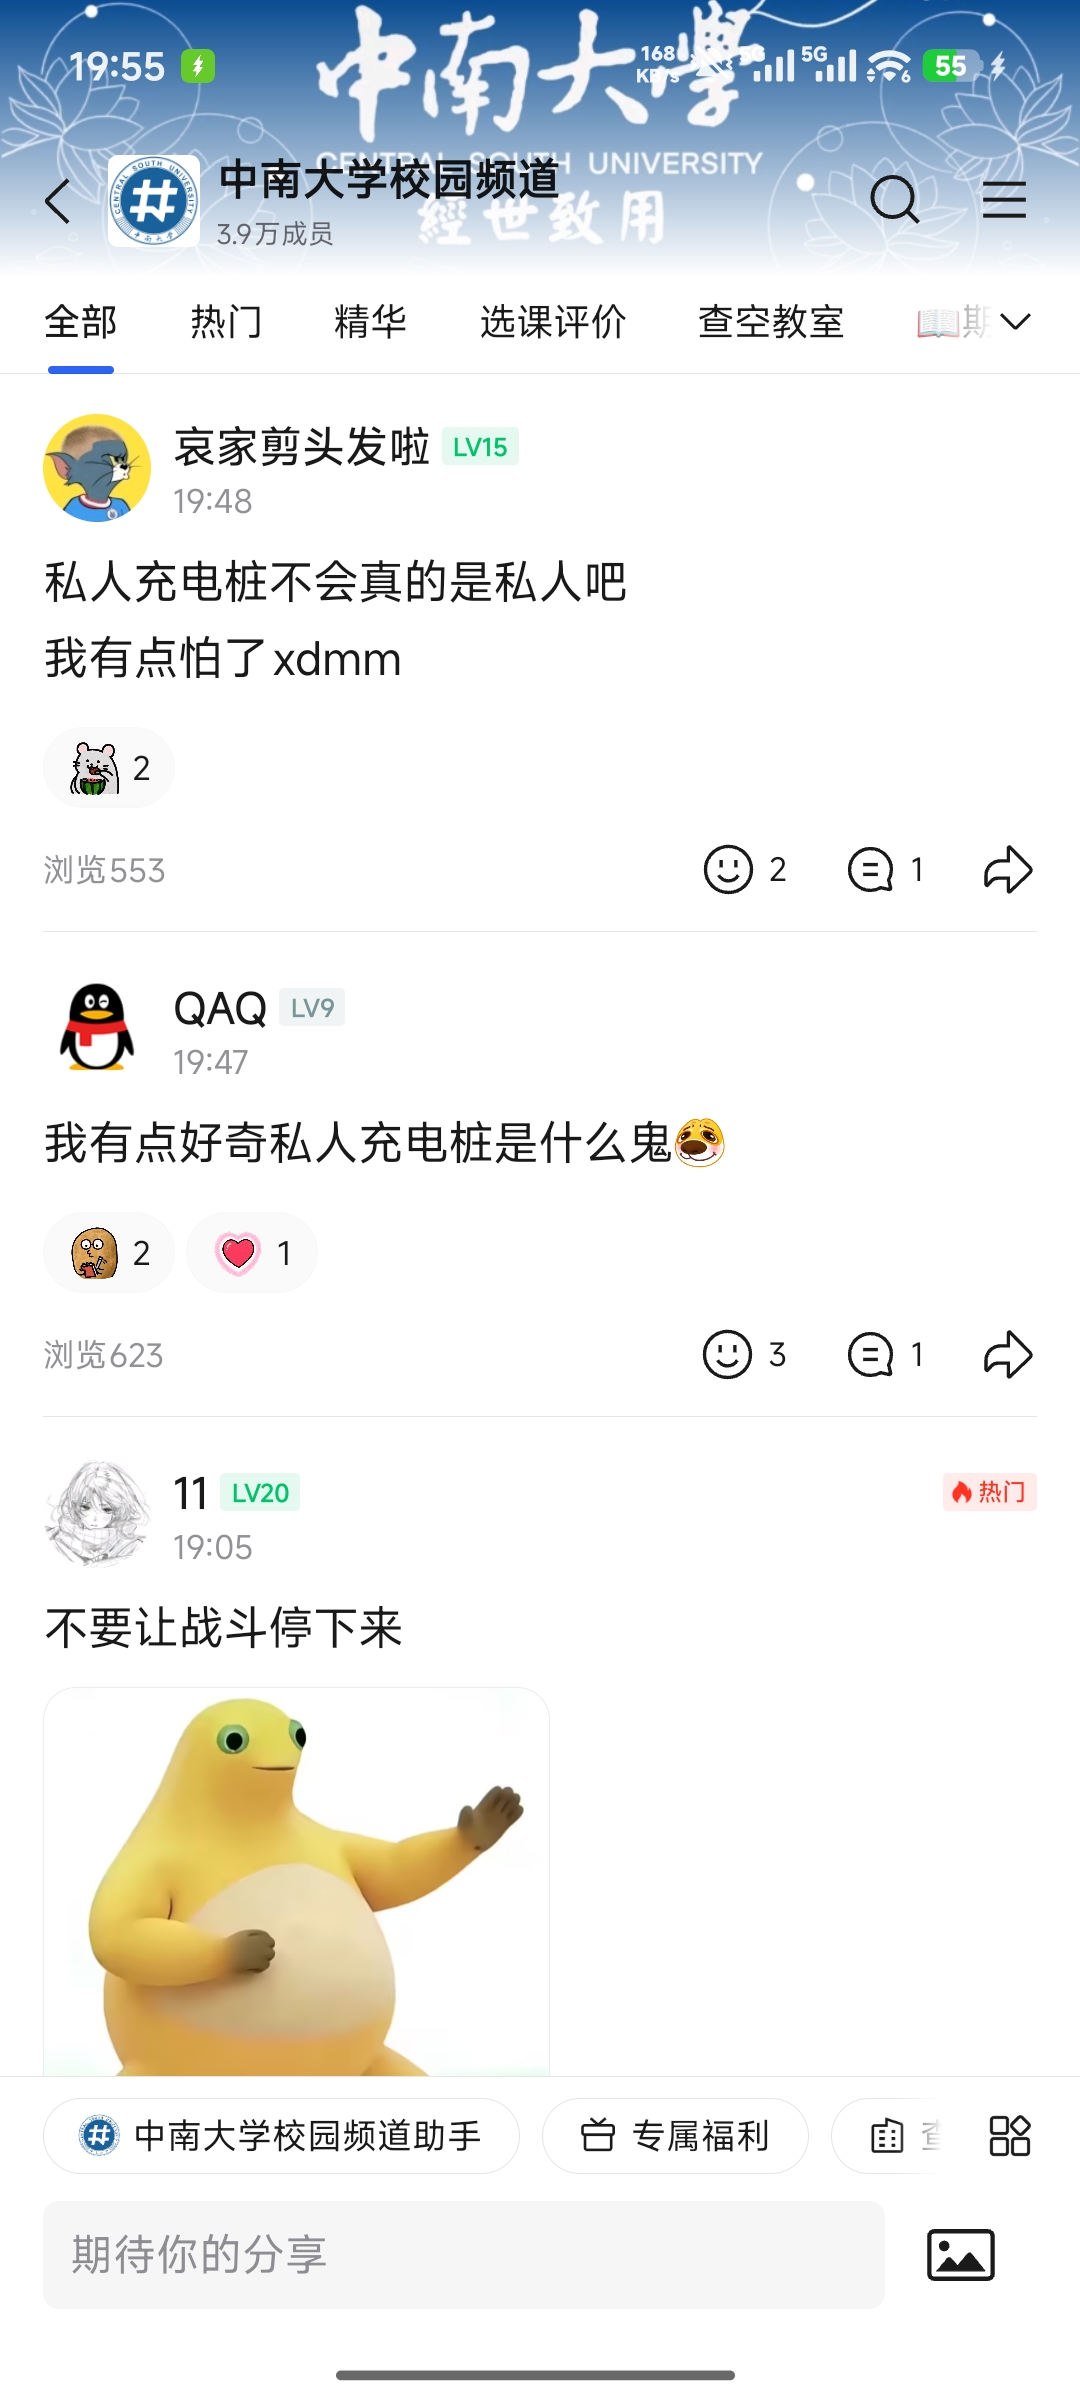 中南大學
19:55
168
KB/s
5G
5G
6
55
CENTRAL SOUTH UNIVERSITY
中南大学校园频道
經世致用
3.9万成员
全部 热门 精华 选课评价 查空教室 期
哀家剪头发啦 LV15
19:48
私人充电桩不会真的是私人吧
我有点怕了xdmm
2
浏览553 2 1
QAQ LV9
19:47
我有点好奇私人充电桩是什么鬼
2 1
浏览623 3 1
11 LV20 热门
19:05
不要让战斗停下来
中南大学校园频道助手 专属福利 查
期待你的分享